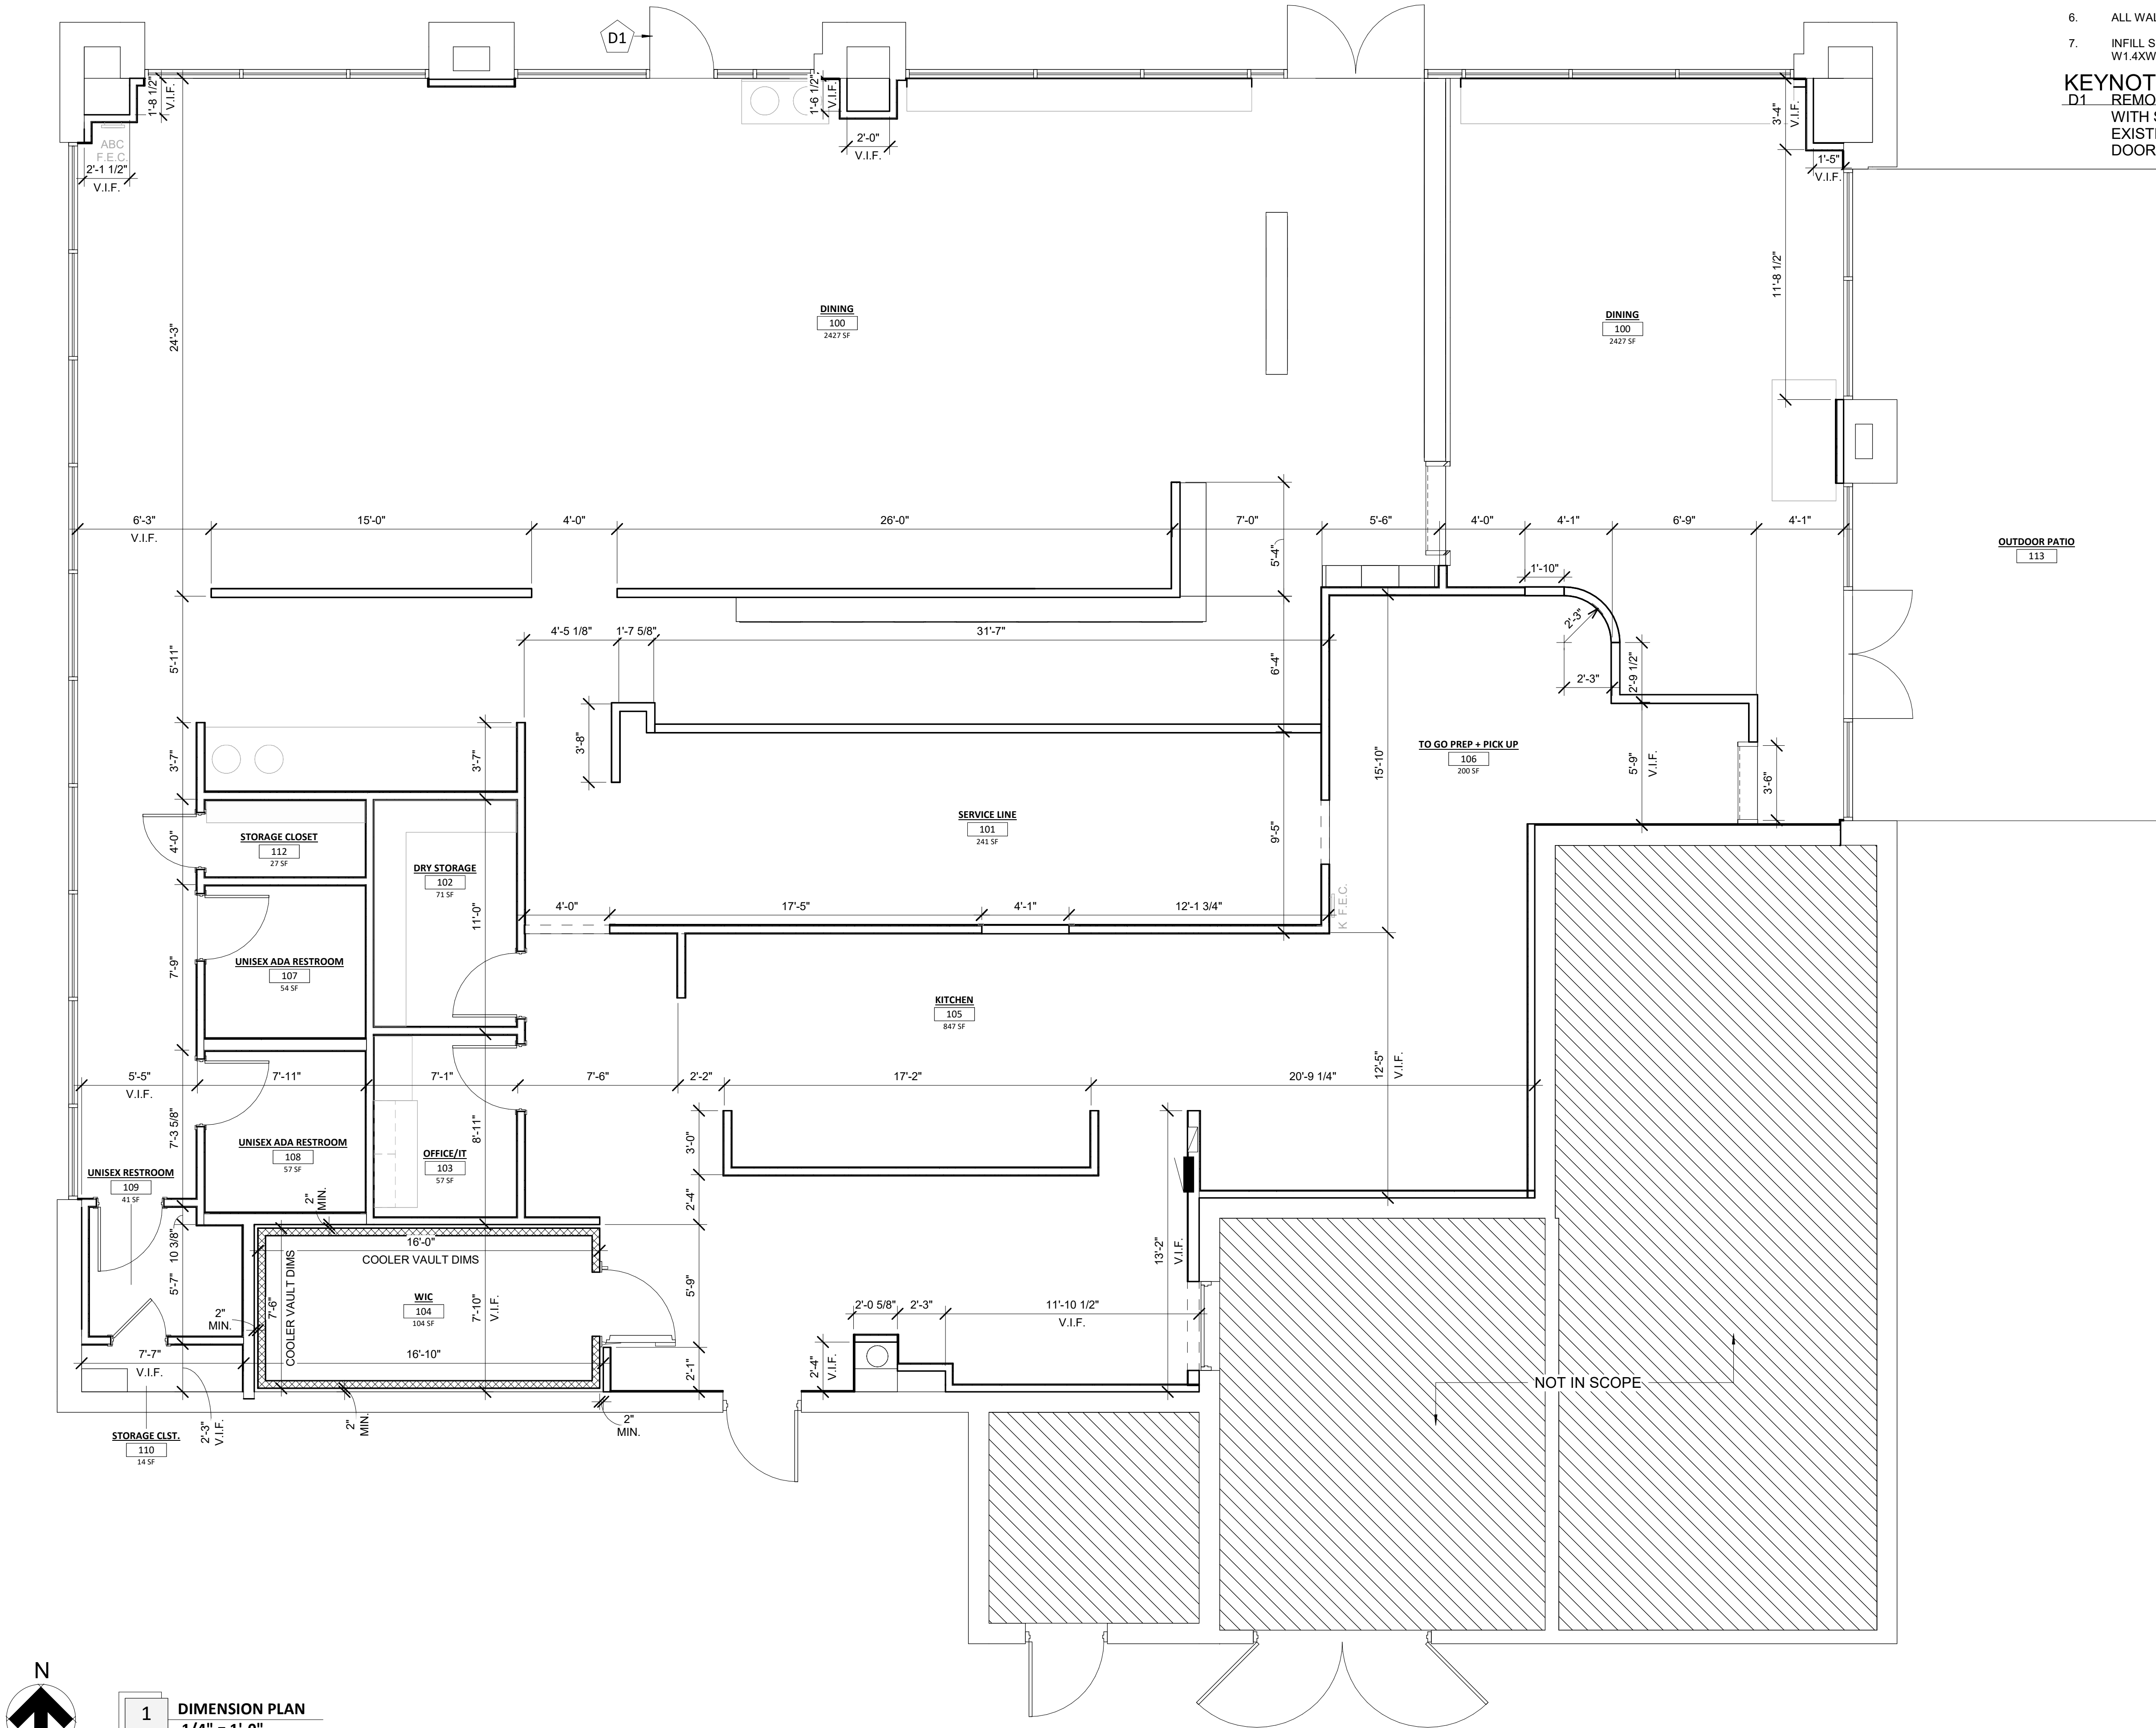 6. ALL WAL
7. INFILL S
W1.4XW
KEYNOT
D1 REMO
WITH S
EXIST
DOOR
D1
1'-8 1/2"
V.I.F.
ABC
F.E.C.
2'-1 1/2"
V.I.F.
1'-6 1/2"
V.I.F.
2'-0"
V.I.F.
3'-4"
V.I.F.
1'-5"
V.I.F.
11'-8 1/2"
24'-3"
DINING
100
2427 SF
DINING
100
2427 SF
6'-3"
V.I.F.
15'-0"
4'-0"
26'-0"
7'-0"
5'-6"
4'-0"
4'-1"
6'-9"
4'-1"
OUTDOOR PATIO
113
5'-4"
1'-10"
2'-3"
4'-5 1/8"
1'-7 5/8"
31'-7"
5'-11"
6'-4"
2'-3"
2'-9 1/2"
3'-8"
3'-7"
3'-7"
TO GO PREP + PICK UP
106
200 SF
15'-10"
5'-9"
V.I.F.
3'-6"
STORAGE CLOSET
112
27 SF
4'-0"
SERVICE LINE
101
241 SF
9'-5"
DRY STORAGE
102
71 SF
11'-0"
4'-0"
17'-5"
4'-1"
12'-1 3/4"
K F.E.C.
UNISEX ADA RESTROOM
107
54 SF
7'-9"
KITCHEN
105
847 SF
5'-5"
V.I.F.
7'-11"
7'-1"
7'-6"
2'-2"
17'-2"
20'-9 1/4"
12'-5"
V.I.F.
7'-3 5/8"
8'-11"
3'-0"
UNISEX ADA RESTROOM
108
57 SF
OFFICE/IT
103
57 SF
UNISEX RESTROOM
109
41 SF
2"
MIN.
2'-4"
10 3/8"
16'-0"
COOLER VAULT DIMS
13'-2"
V.I.F.
5'-7"
7'-6"
COOLER VAULT DIMS
WIC
104
104 SF
7'-10"
V.I.F.
5'-9"
2"
MIN.
2'-0 5/8"
2'-3"
11'-10 1/2"
V.I.F.
7'-7"
V.I.F.
16'-10"
2'-1"
2'-4"
V.I.F.
NOT IN SCOPE
2'-3"
V.I.F.
2"
MIN.
2"
MIN.
STORAGE CLST.
110
14 SF
N
1
DIMENSION PLAN
1/4" = 1'-0"